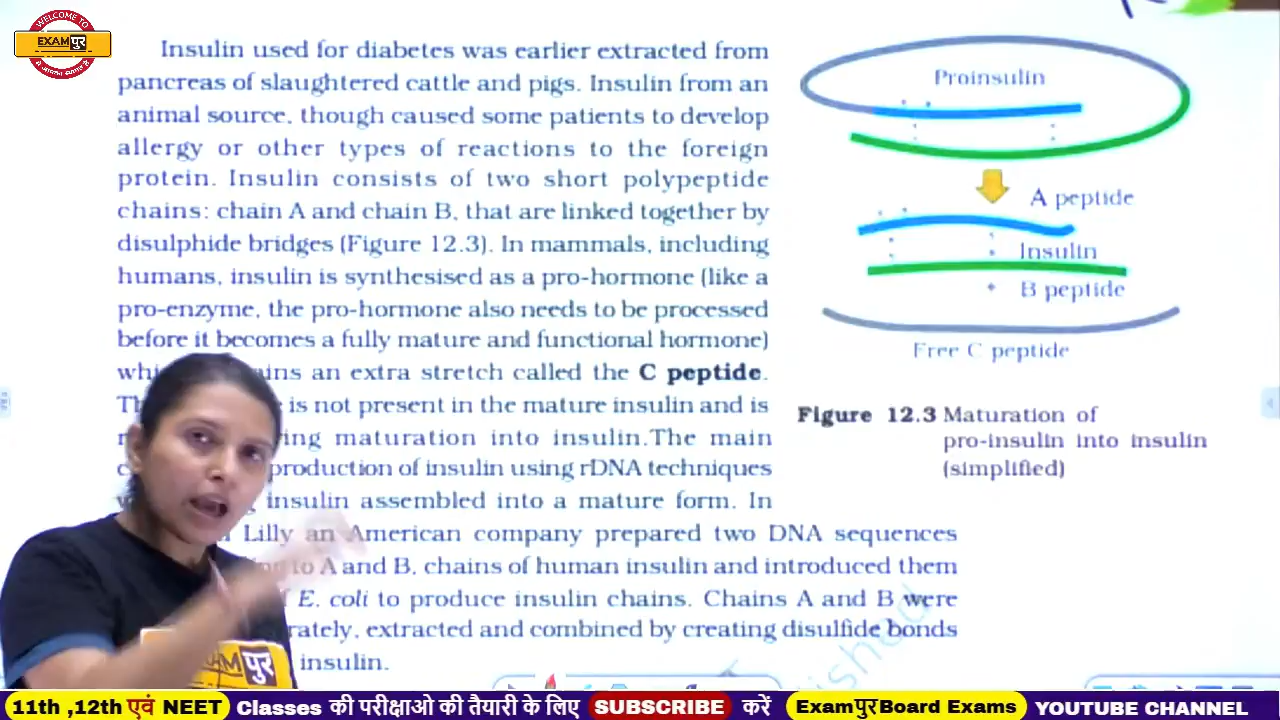 WELCOME TO
EXAMपुर
Insulin used for diabetes was earlier extracted from
pancreas of slaughtered cattle and pigs. Insulin from an
animal source, though caused some patients to develop
allergy or other types of reactions to the foreign
protein. Insulin consists of two short polypeptide
chains: chain A and chain B, that are linked together by
disulphide bridges (Figure 12.3). In mammals, including
humans, insulin is synthesised as a pro-hormone (like a
pro-enzyme, the pro-hormone also needs to be processed
before it becomes a fully mature and functional hormone)
an extra stretch called the C peptide.
is not present in the mature insulin and is
maturation into insulin.The main
production of insulin using rDNA techniques
insulin assembled into a mature form. In
Lilly an American company prepared two DNA sequences
to A and B, chains of human insulin and introduced them
E. coli to produce insulin chains. Chains A and B were
extracted and combined by creating disulfide bonds
insulin.
Proinsulin
A peptide
Insulin
B peptide
Free C peptide
Figure 12.3 Maturation of
pro-insulin into insulin
(simplified)
11th ,12th एवं NEET Classes की परीक्षाओ की तैयारी के लिए SUBSCRIBE करें ExamपुरBoard Exams YOUTUBE CHANNEL